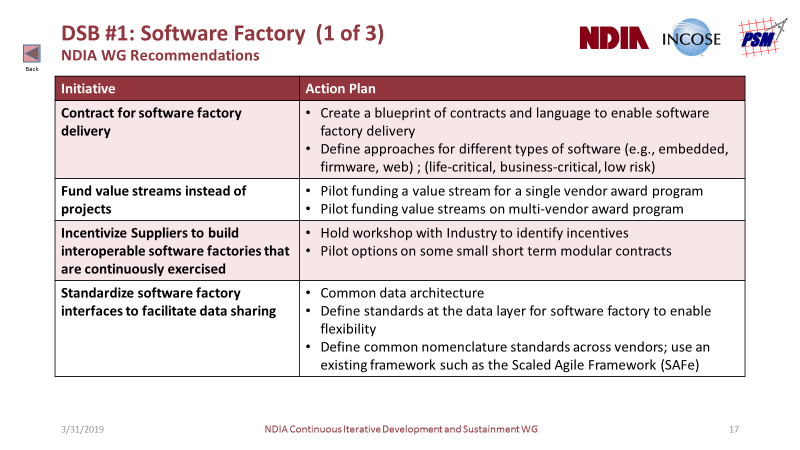 DSB #1: Software Factory (1 of 3)
NDIA WG Recommendations
NDIA
INCOSE
PSM
Back
Initiative
Action Plan
Contract for software factory
delivery
• Create a blueprint of contracts and language to enable software
factory delivery
• Define approaches for different types of software (e.g., embedded,
firmware, web) ; (life-critical, business-critical, low risk)
Fund value streams instead of
projects
• Pilot funding a value stream for a single vendor award program
• Pilot funding value streams on multi-vendor award program
Incentivize Suppliers to build
interoperable software factories that
are continuously exercised
• Hold workshop with Industry to identify incentives
• Pilot options on some small short term modular contracts
Standardize software factory
interfaces to facilitate data sharing
• Common data architecture
• Define standards at the data layer for software factory to enable
flexibility
• Define common nomenclature standards across vendors; use an
existing framework such as the Scaled Agile Framework (SAFe)
3/31/2019
NDIA Continuous Iterative Development and Sustainment WG
17